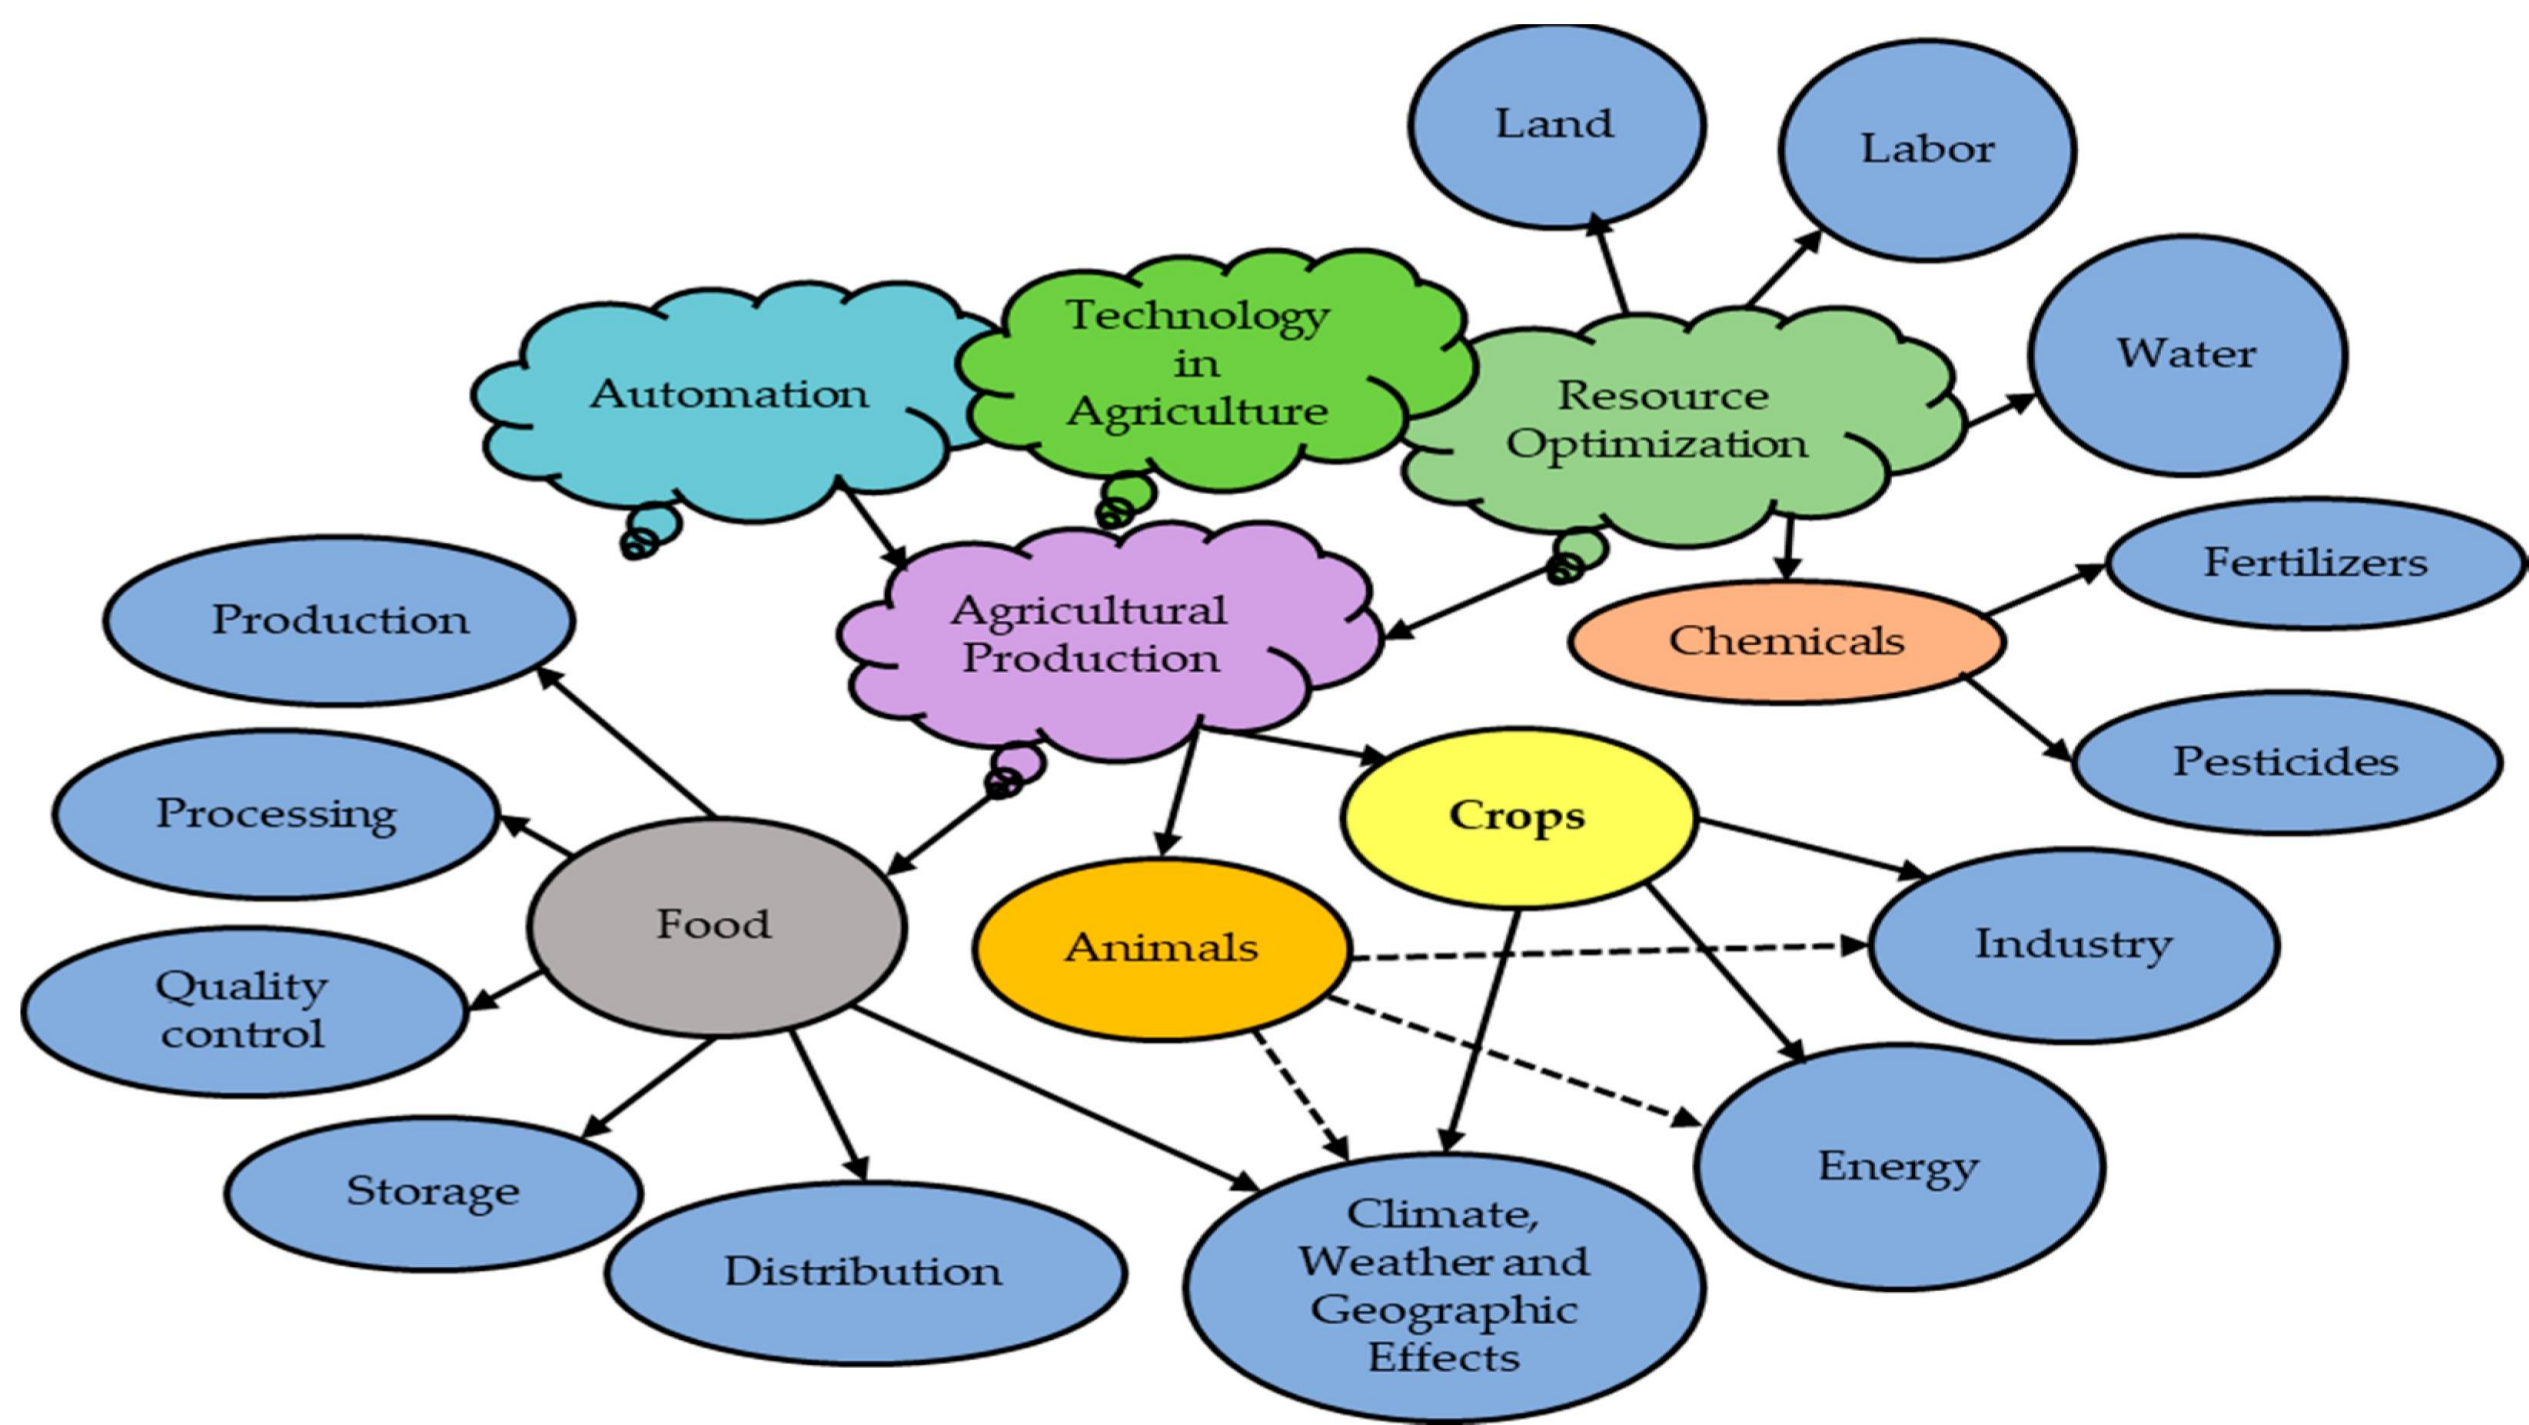 Land
Labor
Water
Technology
in
Agriculture
Automation
Resource
Optimization
Fertilizers
Production
Agricultural
Production
Chemicals
Pesticides
Processing
Crops
Food
Animals
Industry
Quality
control
Storage
Energy
Distribution
Climate,
Weather and
Geographic
Effects